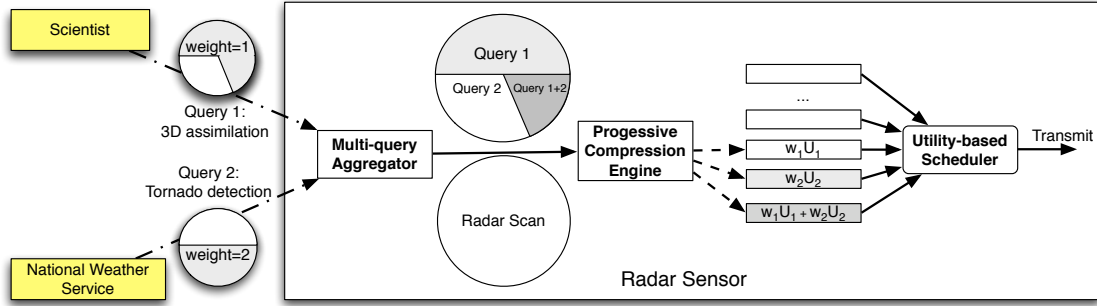 Scientist
weight=1
Query 1:
3D assimilation
Query 2:
Tornado detection
weight=2
National Weather
Service
Multi-query
Aggregator
Query 1
Query 2
Query 1+2
Radar Scan
Progessive
Compression
Engine
...
w1U1
w2U2
w1U1 + w2U2
Utility-based
Scheduler
Transmit
Radar Sensor